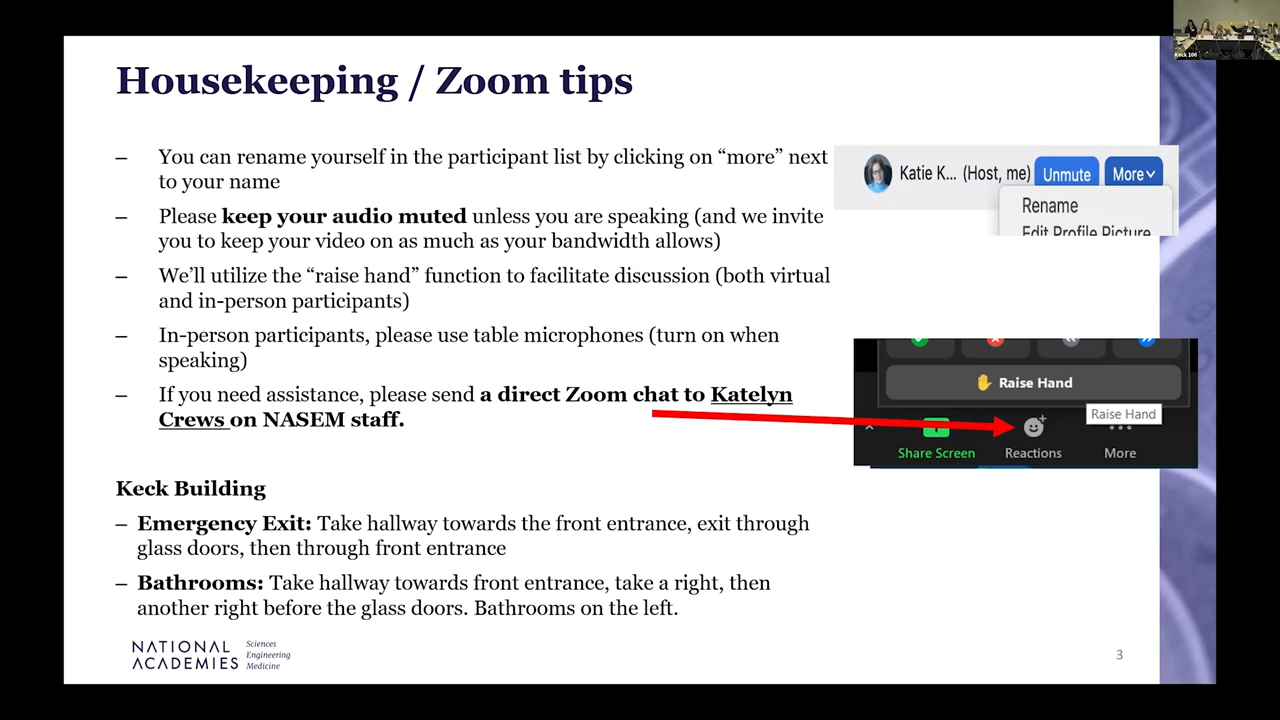 Housekeeping / Zoom tips
– You can rename yourself in the participant list by clicking on “more” next
to your name
– Please keep your audio muted unless you are speaking (and we invite
you to keep your video on as much as your bandwidth allows)
– We’ll utilize the “raise hand” function to facilitate discussion (both virtual
and in-person participants)
– In-person participants, please use table microphones (turn on when
speaking)
– If you need assistance, please send a direct Zoom chat to Katelyn
Crews on NASEM staff.
Keck Building
– Emergency Exit: Take hallway towards the front entrance, exit through
glass doors, then through front entrance
– Bathrooms: Take hallway towards front entrance, take a right, then
another right before the glass doors. Bathrooms on the left.
Katie K... (Host, me) Unmute More
Rename
Edit Profile Picture
Raise Hand
Raise Hand
Share Screen Reactions More
NATIONAL ACADEMIES
Sciences
Engineering
Medicine
3
Keck 106